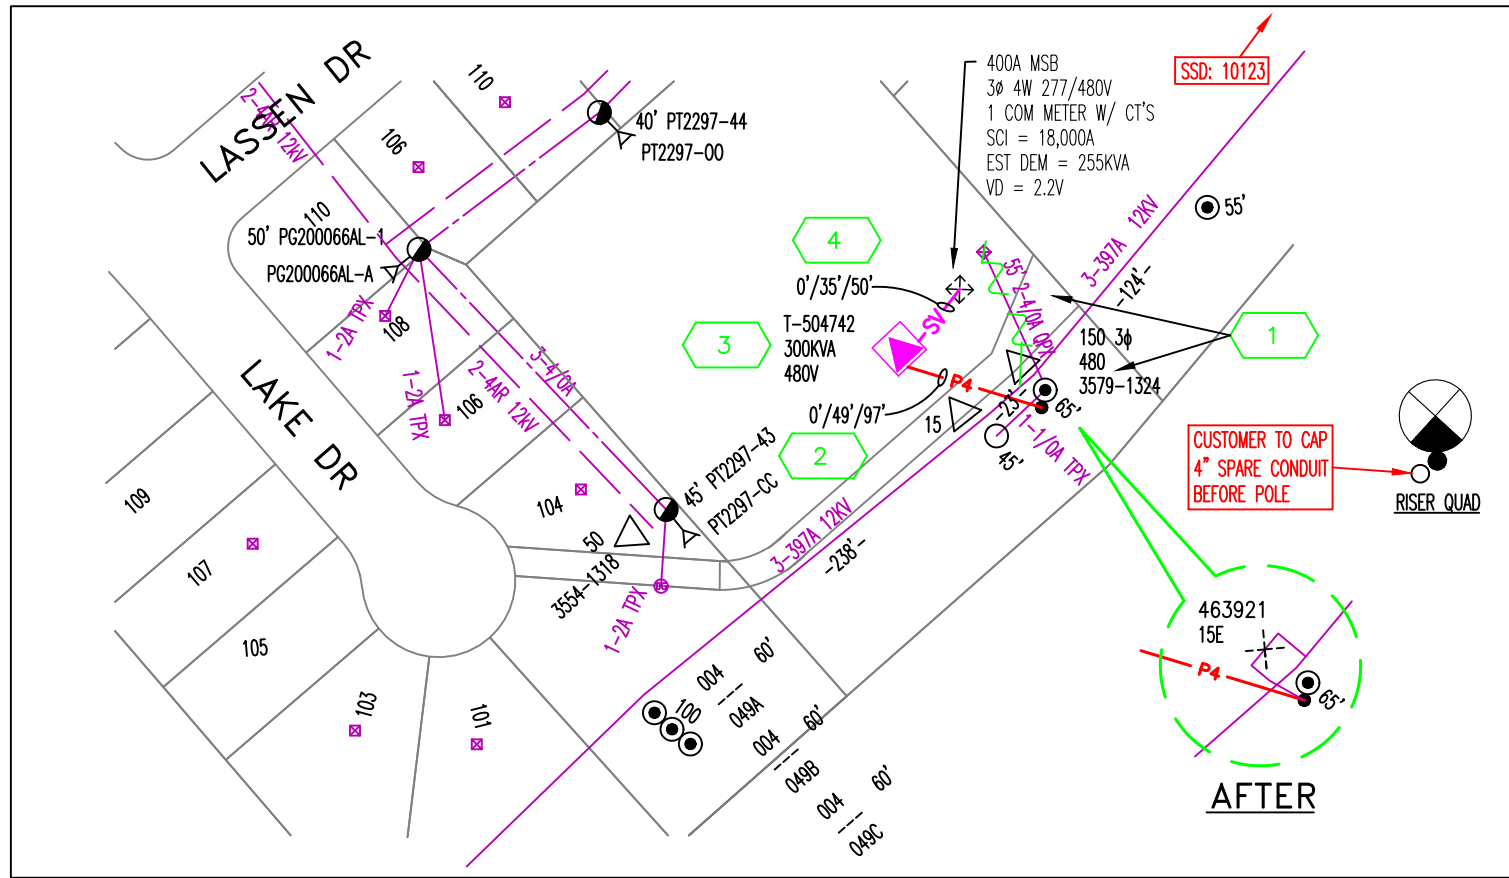 LASSEN DR
2-4AR 12KV
110
106
110
40' PT2297-44
PT2297-OO
50' PG200066AL-1
PG200066AL-A
1-2A TPX
108
1-2A TPX
106
2-4AR 12KV
3-4/0A
LAKE DR
109
107
105
103
101
104
50
3554-1318
1-2A TPX
45' PT2297-43
PT2297-CC
400A MSB
3ø 4W 277/480V
1 COM METER W/ CT'S
SCI = 18,000A
EST DEM = 255KVA
VD = 2.2V
SSD: 10123
55'
3-397A 12KV
-124'-
4
0'/35'/50'
SV
55' 2-4/0A QPX
3
T-504742
300KVA
480V
P4
0'/49'/97'
2
15
-23'-
45'
65'
1-1/0A TPX
150 3ϕ
480
3579-1324
1
3-397A 12KV
-238'-
CUSTOMER TO CAP
4" SPARE CONDUIT
BEFORE POLE
RISER QUAD
100
004
60'
049A
004
60'
049B
004
60'
049C
463921
15E
P4
65'
AFTER